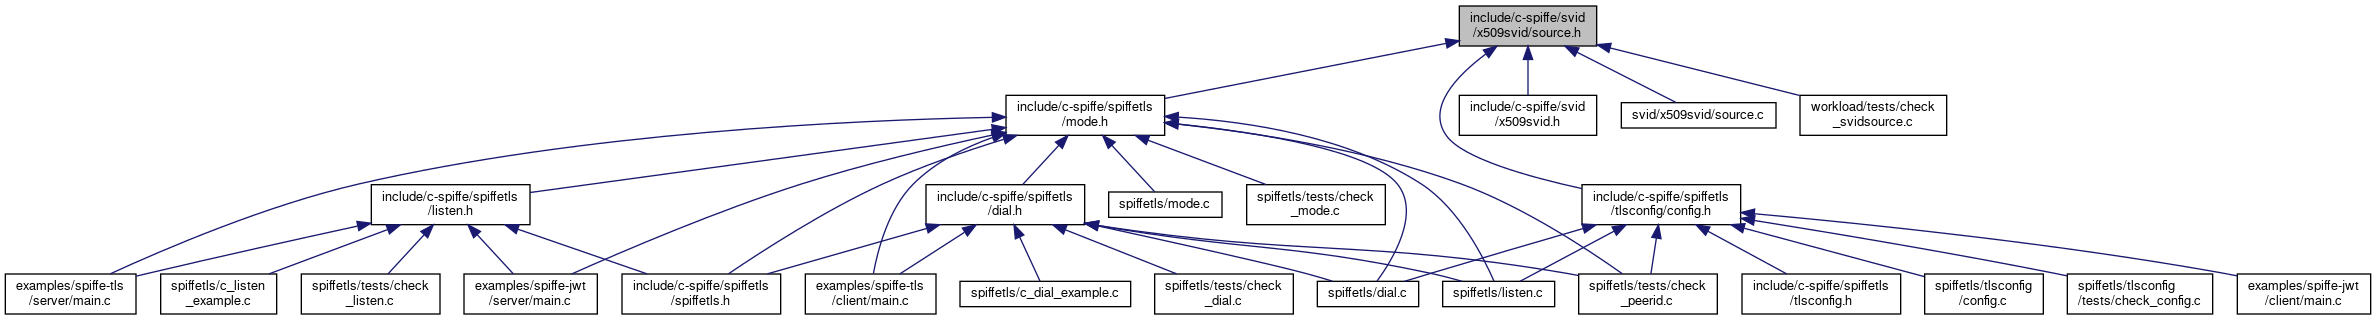 include/c-spiffe/svid
/x509svid/source.h
include/c-spiffe/spiffetls
/mode.h
include/c-spiffe/svid
/x509svid.h
svid/x509svid/source.c
workload/tests/check
_svidsource.c
include/c-spiffe/spiffetls
/listen.h
include/c-spiffe/spiffetls
/dial.h
spiffetls/mode.c
spiffetls/tests/check
_mode.c
include/c-spiffe/spiffetls
/tlsconfig/config.h
examples/spiffe-tls
/server/main.c
spiffetls/c_listen
_example.c
spiffetls/tests/check
_listen.c
examples/spiffe-jwt
/server/main.c
include/c-spiffe/spiffetls
/spiffetls.h
examples/spiffe-tls
/client/main.c
spiffetls/c_dial_example.c
spiffetls/tests/check
_dial.c
spiffetls/dial.c
spiffetls/listen.c
spiffetls/tests/check
_peerid.c
include/c-spiffe/spiffetls
/tlsconfig.h
spiffetls/tlsconfig
/config.c
spiffetls/tlsconfig
/tests/check_config.c
examples/spiffe-jwt
/client/main.c